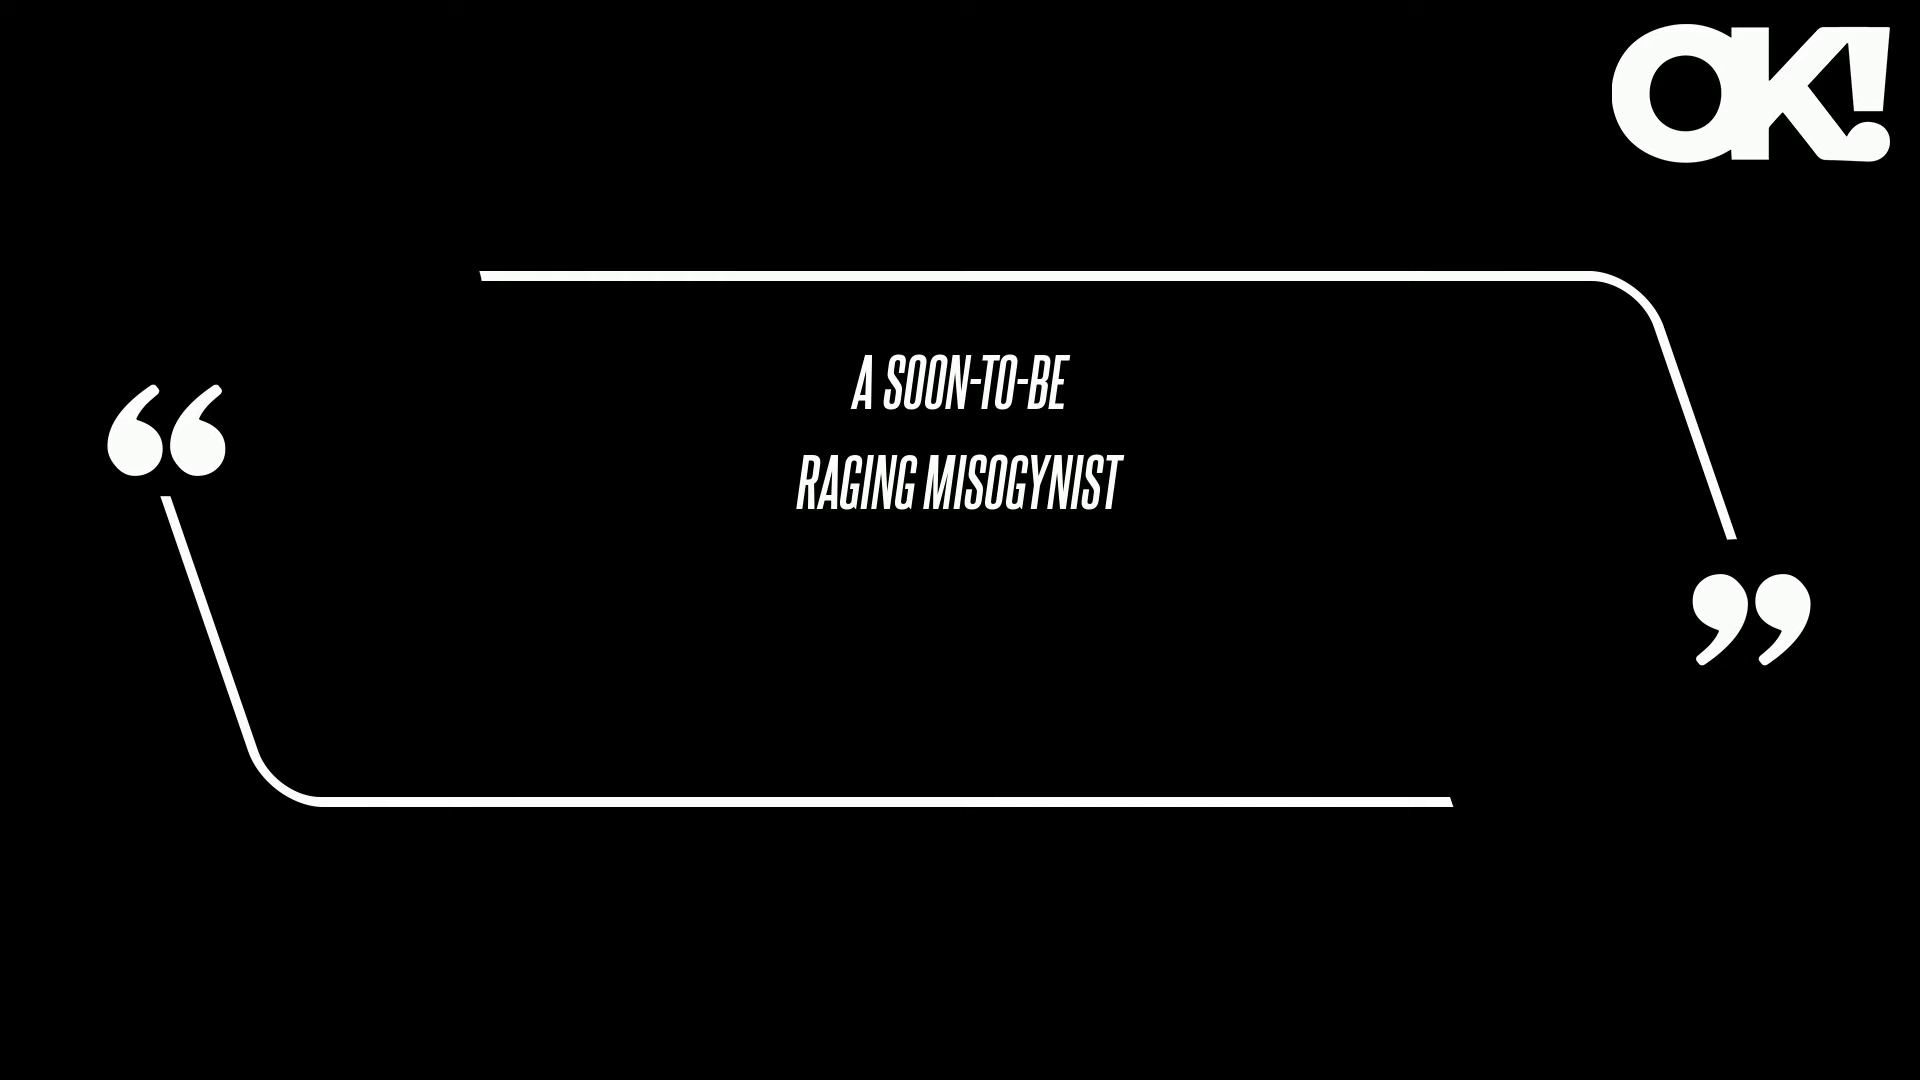 OK!
“
A SOON-TO-BE
RAGING MISOGYNIST
”